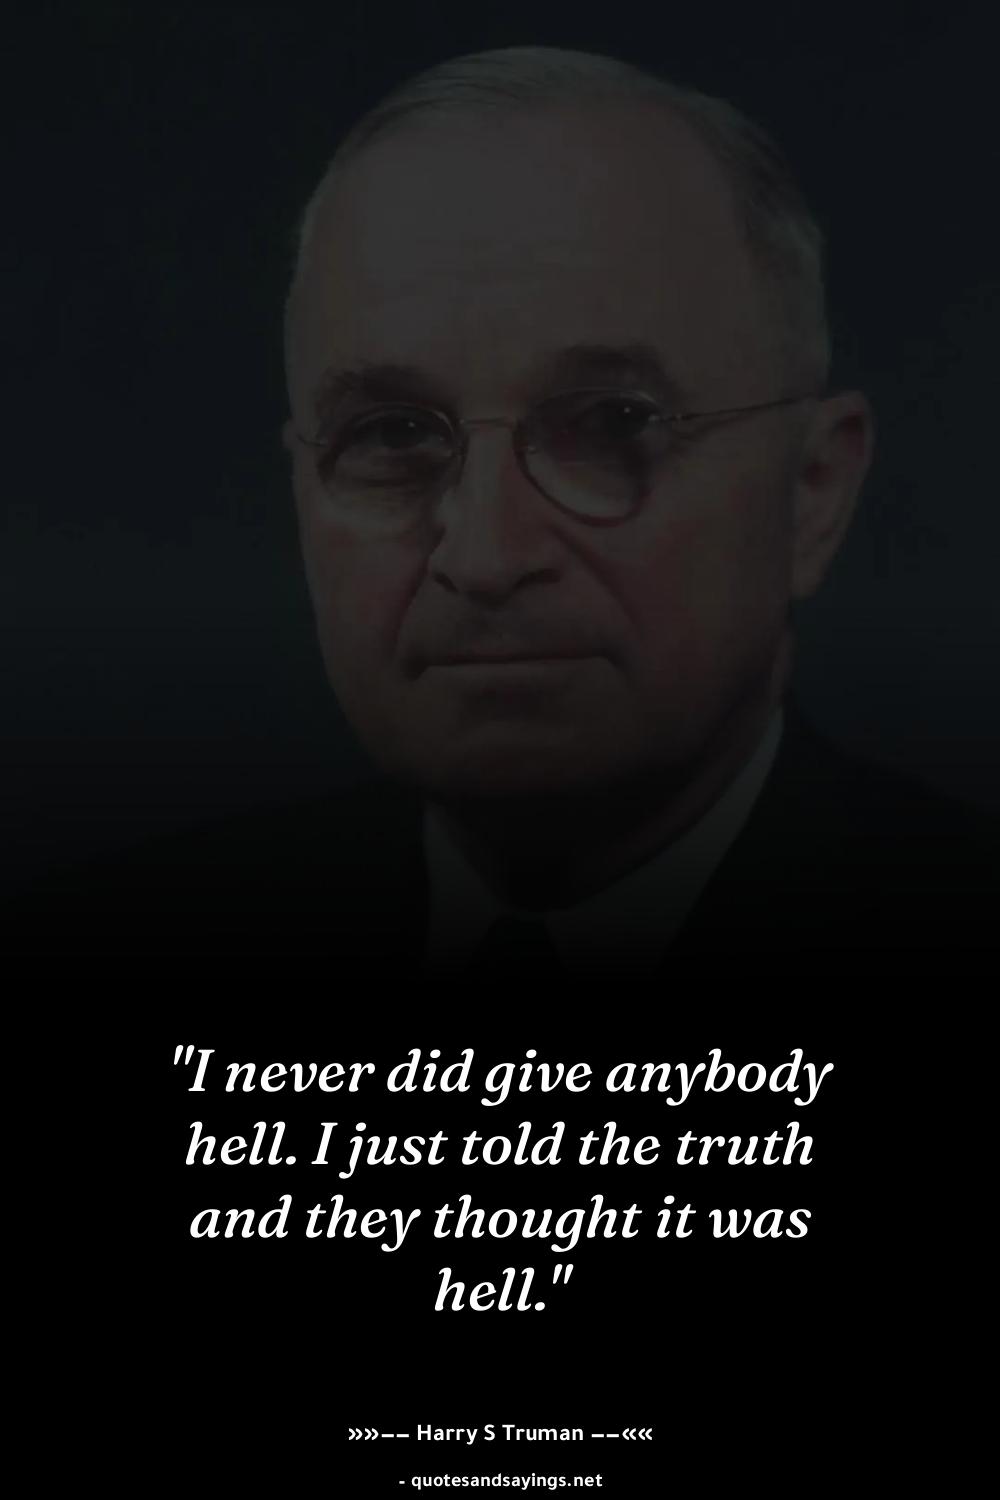 "I never did give anybody
hell. I just told the truth
and they thought it was
hell."
»»−− Harry S Truman −−««
- quotesandsayings.net